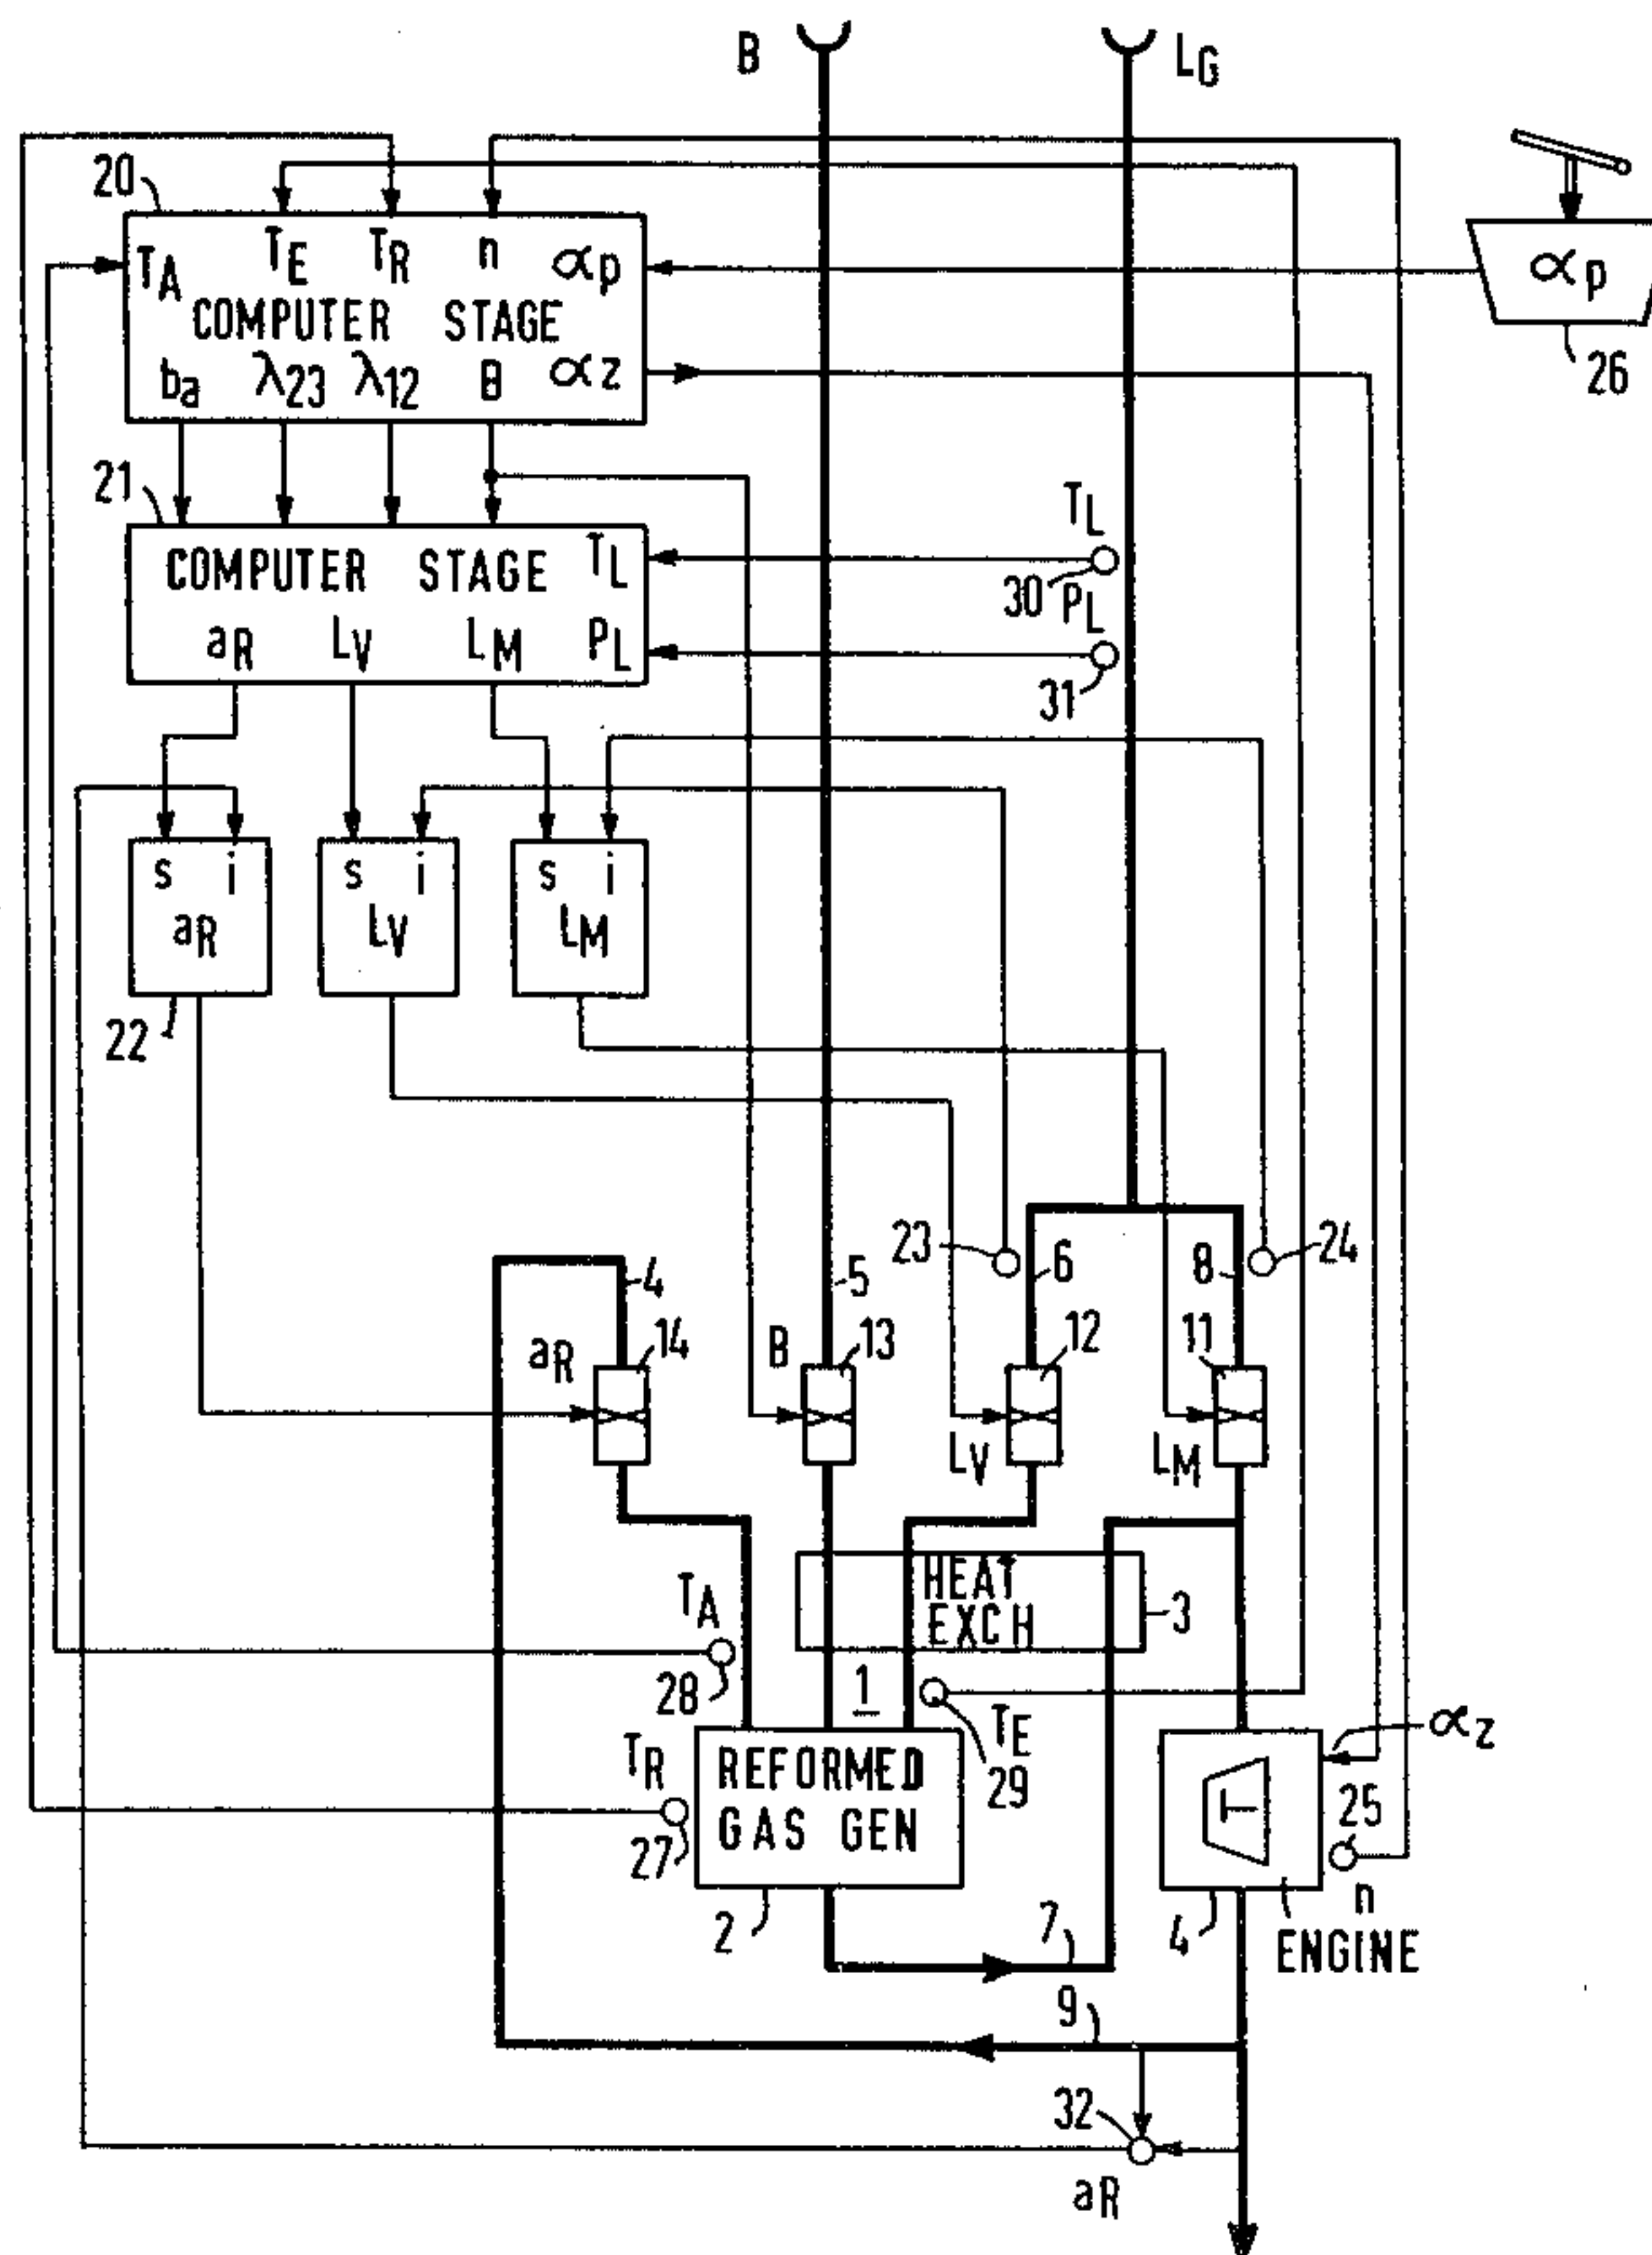 B
LG
20
TA TE TR n αp
COMPUTER STAGE
ba λ23 λ12 B αz
αp
26
21
COMPUTER STAGE TL
aR LV LM PL
TL
30
PL
31
s i
aR
s i
LV
s i
LM
22
23
6
8
24
4
5
aR
14
B
13
12
11
LV
LM
HEAT
EXCH
3
TA
28
1
TE
29
TR
27
REFORMED
GAS GEN
2
T
αz
25
n
4
ENGINE
7
9
32
aR